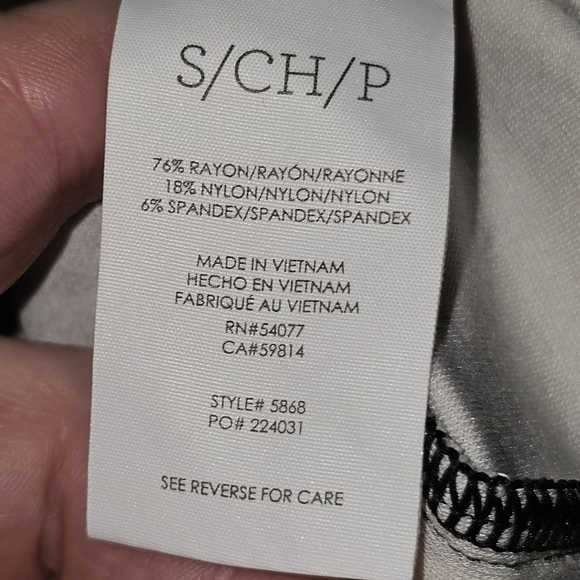 S/CH/P
76% RAYON/RAYÓN/RAYONNE
18% NYLON/NYLON/NYLON
6% SPANDEX/SPANDEX/SPANDEX
MADE IN VIETNAM
HECHO EN VIETNAM
FABRIQUÉ AU VIETNAM
RN#54077
CA#59814
STYLE# 5868
PO# 224031
SEE REVERSE FOR CARE